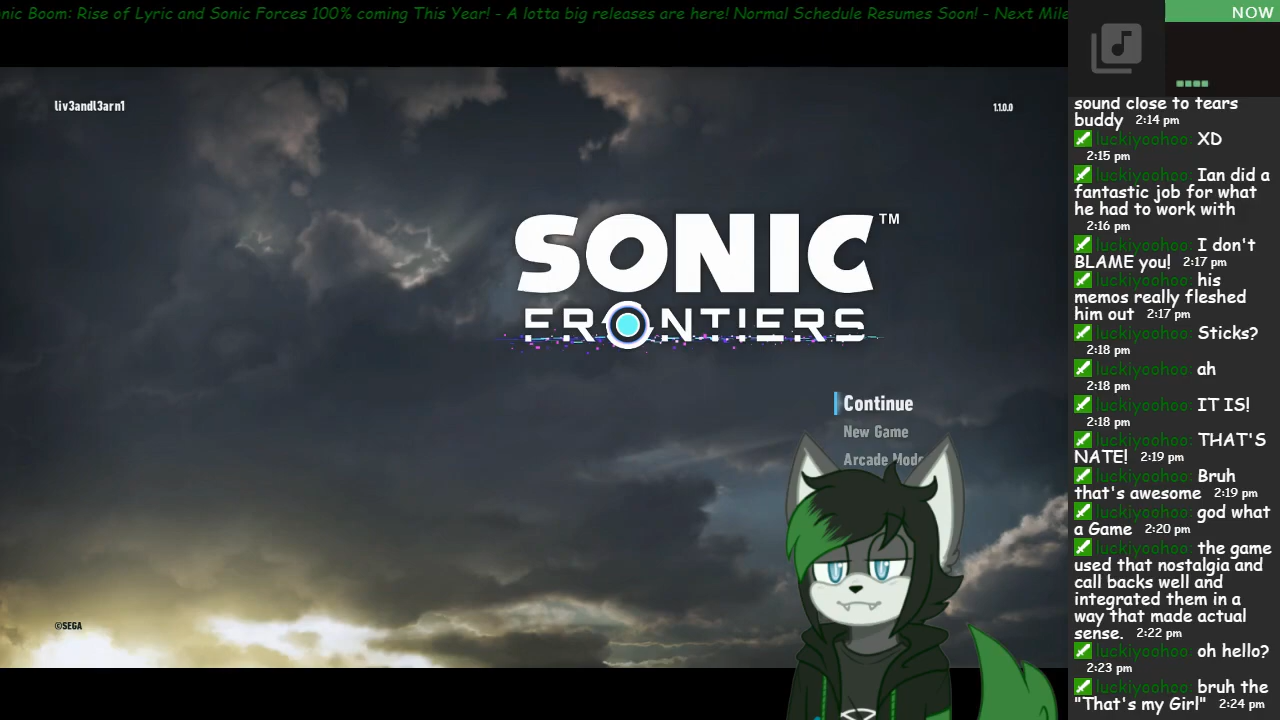 nic Boom: Rise of Lyric and Sonic Forces 100% coming This Year! - A lotta big releases are here! Normal Schedule Resumes Soon! - Next Mile
NOW
liv3andl3arn1
1.1.0.0
SONIC™
FRONTIERS
Continue
New Game
Arcade Mode
©SEGA
sound close to tears
buddy 2:14 pm
luckiyoohoo: XD
2:15 pm
luckiyoohoo: Ian did a
fantastic job for what
he had to work with
2:16 pm
luckiyoohoo: I don't
BLAME you! 2:17 pm
luckiyoohoo: his
memos really fleshed
him out 2:17 pm
luckiyoohoo: Sticks?
2:18 pm
luckiyoohoo: ah
2:18 pm
luckiyoohoo: IT IS!
2:18 pm
luckiyoohoo: THAT'S
NATE! 2:19 pm
luckiyoohoo: Bruh
that's awesome 2:19 pm
luckiyoohoo: god what
a Game 2:20 pm
luckiyoohoo: the game
used that nostalgia and
call backs well and
integrated them in a
way that made actual
sense. 2:22 pm
luckiyoohoo: oh hello?
2:23 pm
luckiyoohoo: bruh the
"That's my Girl" 2:24 pm